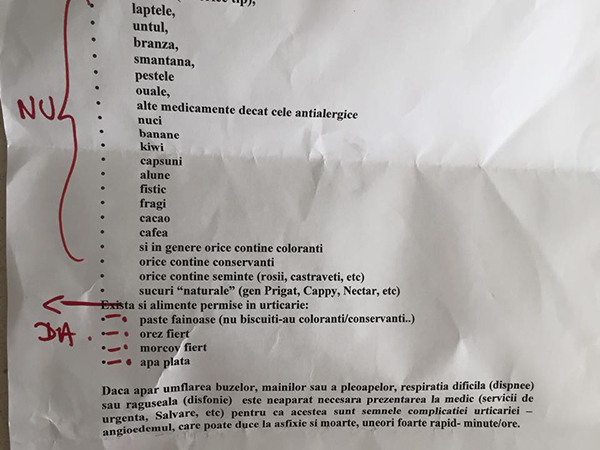 laptele,
untul,
branza,
smantana,
pestele
ouale,
alte medicamente decat cele antialergice
nuci
banane
kiwi
capsuni
alune
fistic
fragi
cacao
cafea
si in genere orice contine coloranti
orice contine conservanti
orice contine seminte (rosii, castraveti, etc)
sucuri “naturale” (gen Prigat, Cappy, Nectar, etc)
NU
Exista si alimente permise in urticarie:
paste fainoase (nu biscuiti-au coloranti/conservanti..)
orez fiert
morcov fiert
apa plata
DA
Daca apar umflarea buzelor, mainilor sau a pleoapelor, respiratia dificila (dispnee)
sau raguseala (disfonie) este neaparat necesara prezentarea la medic (servicii de
urgenta, Salvare, etc) pentru ca acestea sunt semnele complicatiei urticariei –
angioedemul, care poate duce la asfixie si moarte, uneori foarte rapid- minute/ore.